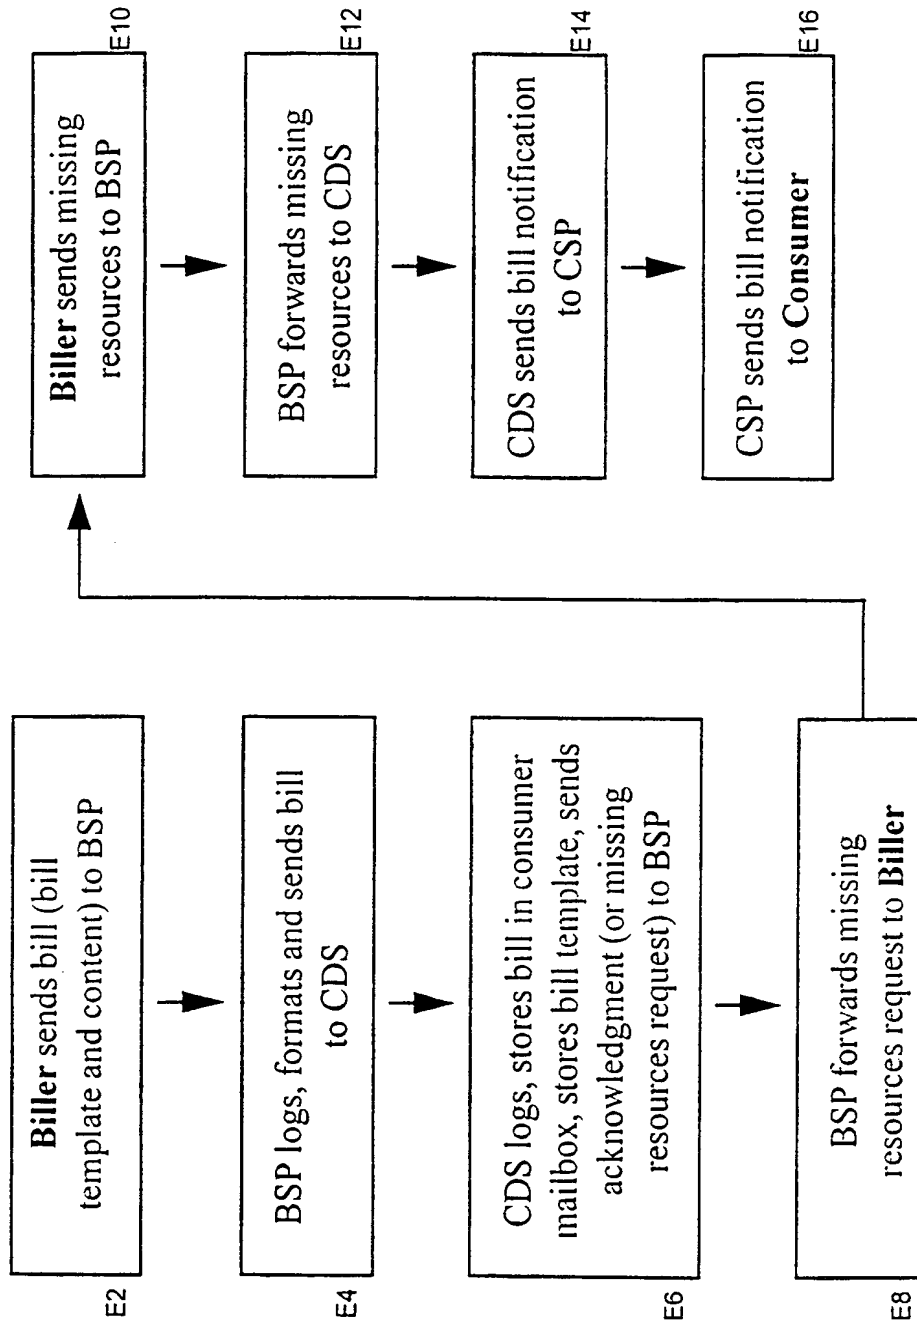 E2
Biller sends bill (bill
template and content) to BSP
E4
BSP logs, formats and sends bill
to CDS
E6
CDS logs, stores bill in consumer
mailbox, stores bill template, sends
acknowledgment (or missing
resources request) to BSP
E8
BSP forwards missing
resources request to Biller
Biller sends missing
resources to BSP
E10
BSP forwards missing
resources to CDS
E12
CDS sends bill notification
to CSP
E14
CSP sends bill notification
to Consumer
E16